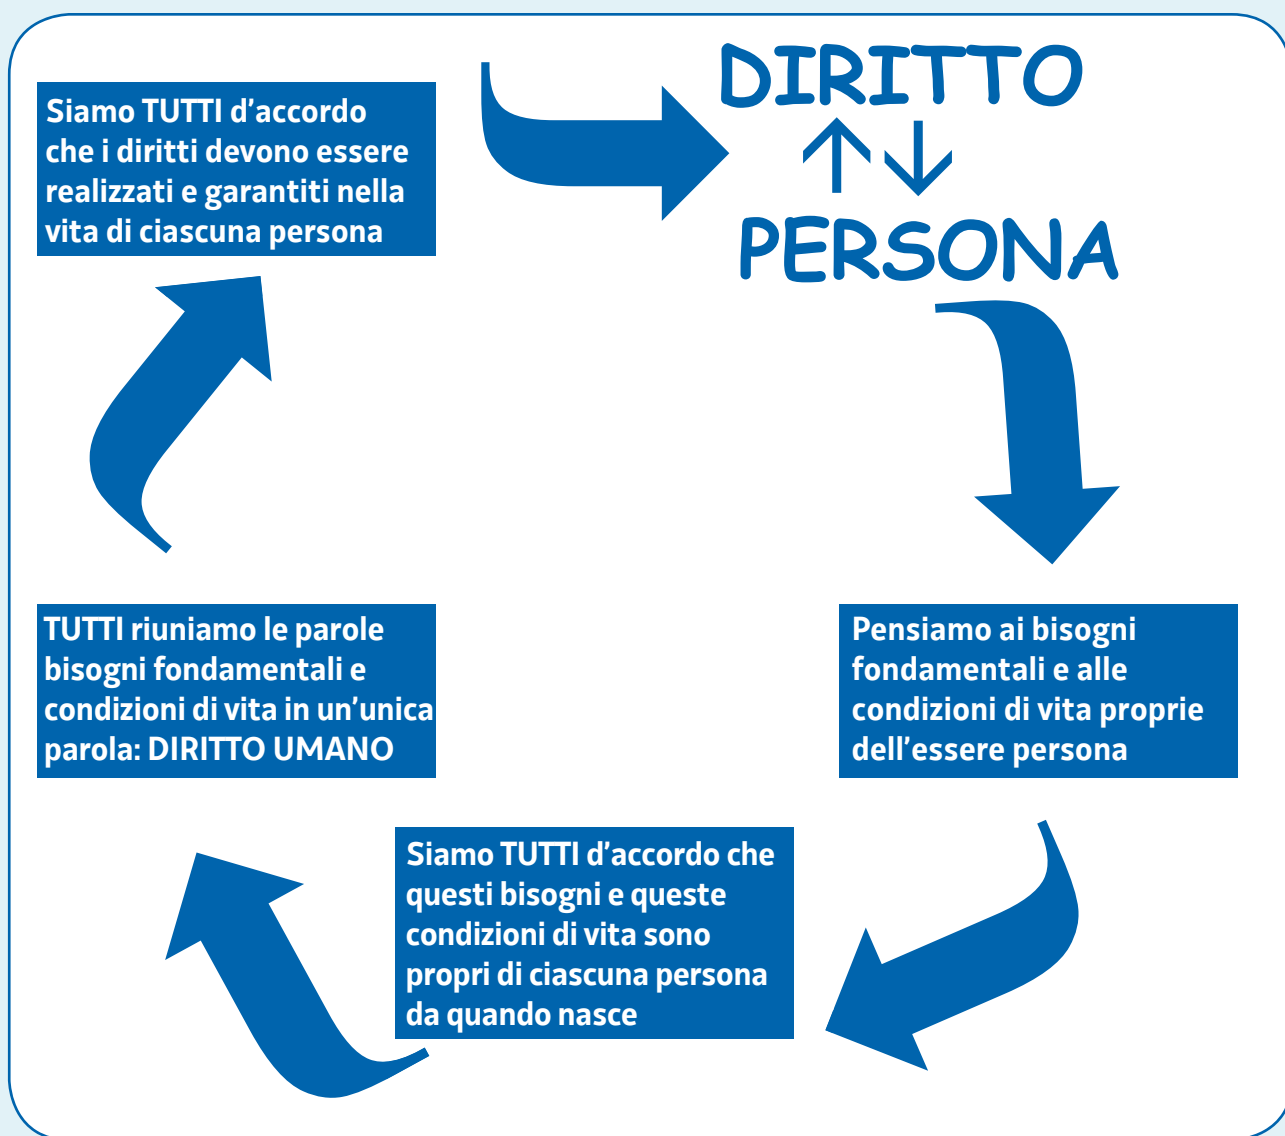 DIRITTO
PERSONA
Pensiamo ai bisogni
fondamentali e alle
condizioni di vita proprie
dell'essere persona
Siamo TUTTI d'accordo che
questi bisogni e queste
condizioni di vita sono
propri di ciascuna persona
da quando nasce
TUTTI riuniamo le parole
bisogni fondamentali e
condizioni di vita in un'unica
parola: DIRITTO UMANO
Siamo TUTTI d'accordo
che i diritti devono essere
realizzati e garantiti nella
vita di ciascuna persona